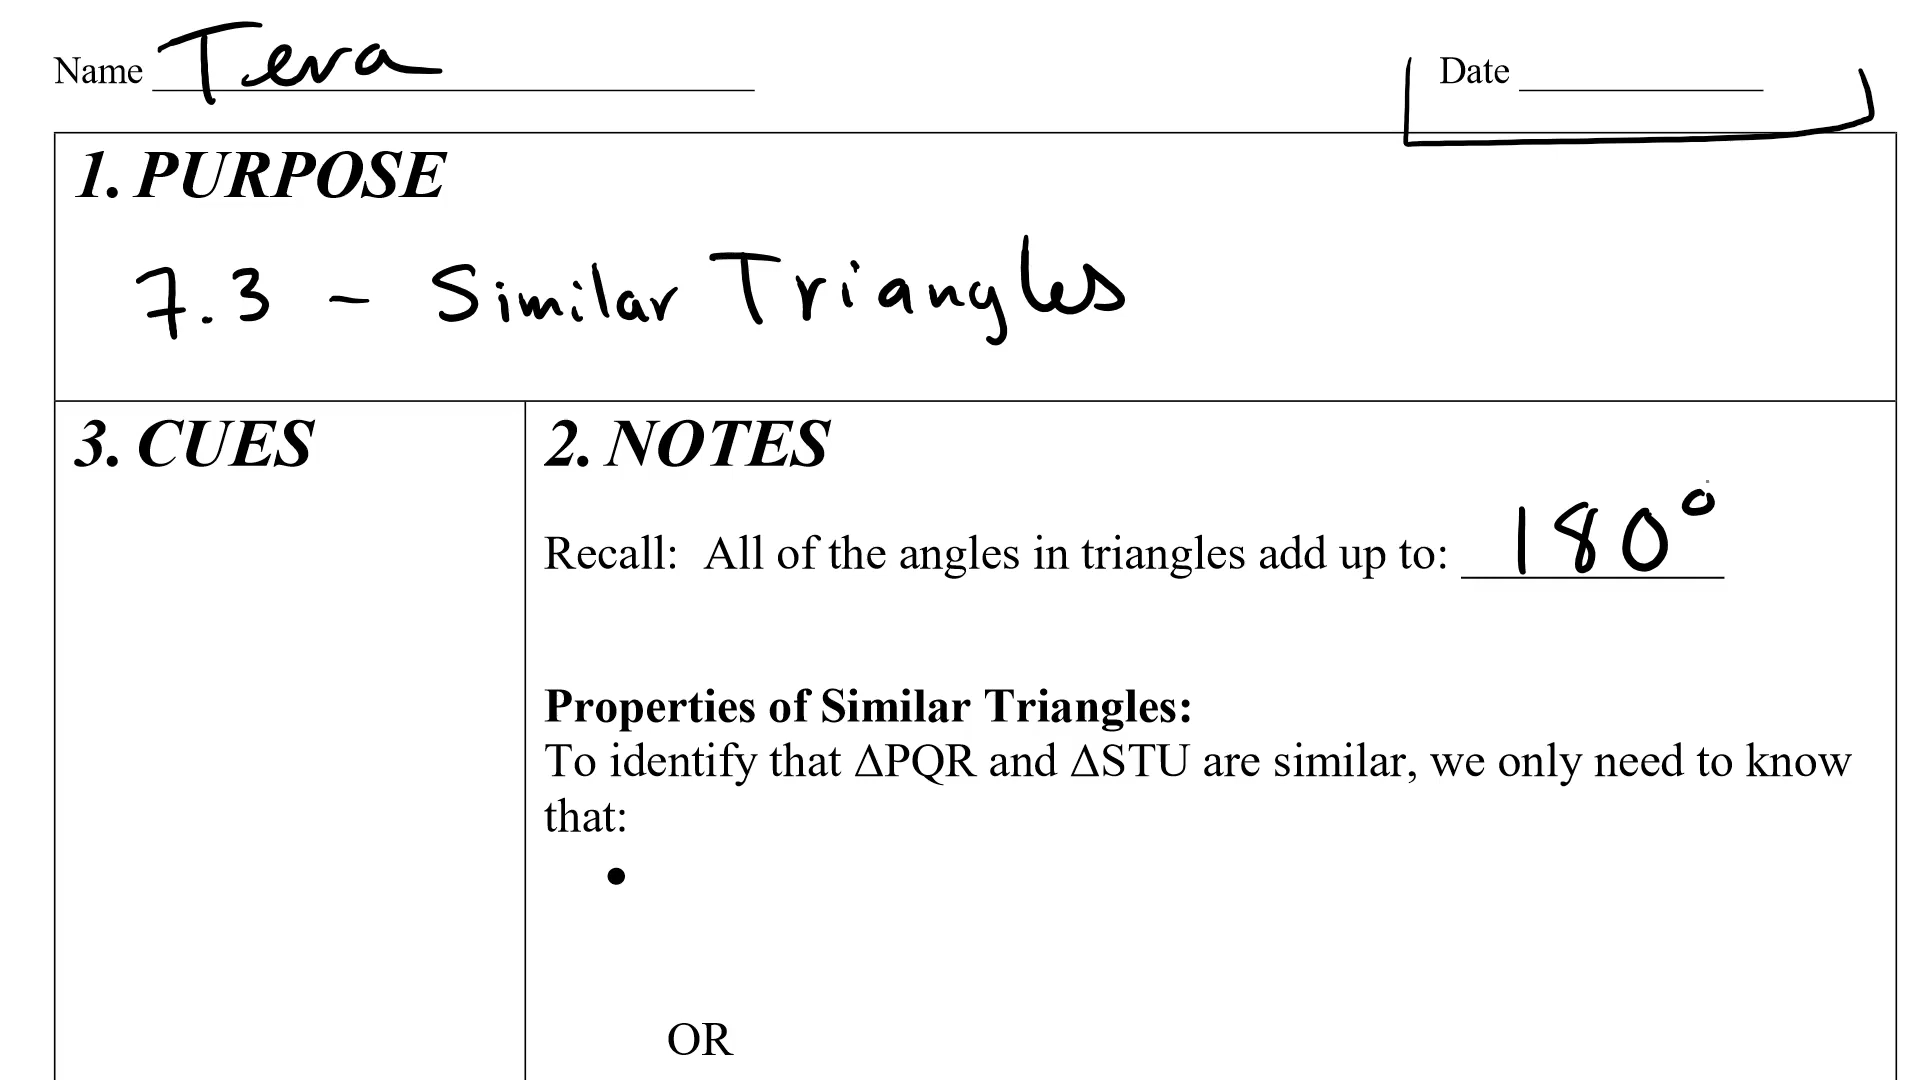 Name Teva Date
1. PURPOSE
7.3 - Similar Triangles
3. CUES
2. NOTES
Recall: All of the angles in triangles add up to: 180°
Properties of Similar Triangles:
To identify that ΔPQR and ΔSTU are similar, we only need to know
that:
•
OR